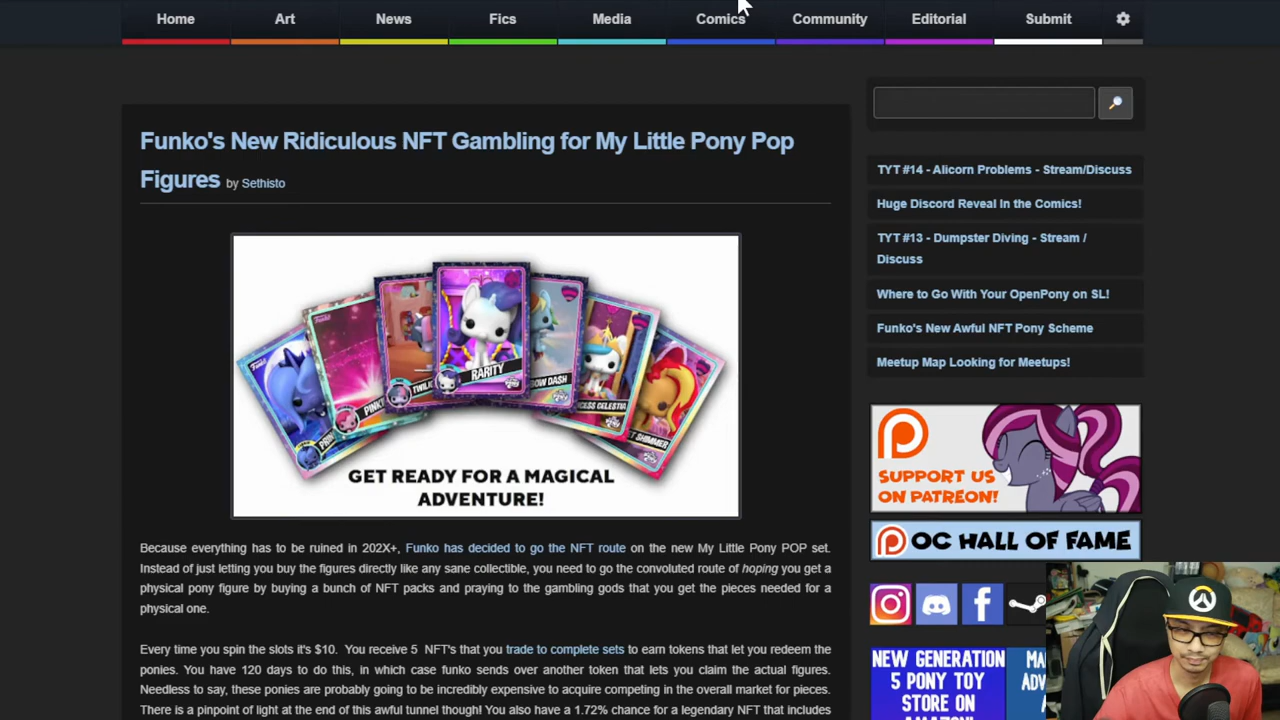 Home Art News Fics Media Comics Community Editorial Submit
Funko's New Ridiculous NFT Gambling for My Little Pony Pop
Figures by Sethisto
RARITY
PRINCESS CELESTIA
GET READY FOR A MAGICAL
ADVENTURE!
Because everything has to be ruined in 202X+, Funko has decided to go the NFT route on the new My Little Pony POP set.
Instead of just letting you buy the figures directly like any sane collectible, you need to go the convoluted route of hoping you get a
physical pony figure by buying a bunch of NFT packs and praying to the gambling gods that you get the pieces needed for a
physical one.
Every time you spin the slots it's $10. You receive 5 NFT's that you trade to complete sets to earn tokens that let you redeem the
ponies. You have 120 days to do this, in which case funko sends over another token that lets you claim the actual figures.
Needless to say, these ponies are probably going to be incredibly expensive to acquire competing in the overall market for pieces.
There is a pinpoint of light at the end of this awful tunnel though! You also have a 1.72% chance for a legendary NFT that includes
TYT #14 - Alicorn Problems - Stream/Discuss
Huge Discord Reveal In the Comics!
TYT #13 - Dumpster Diving - Stream /
Discuss
Where to Go With Your OpenPony on SL!
Funko's New Awful NFT Pony Scheme
Meetup Map Looking for Meetups!
SUPPORT US
ON PATREON!
OC HALL OF FAME
NEW GENERATION
5 PONY TOY
STORE ON